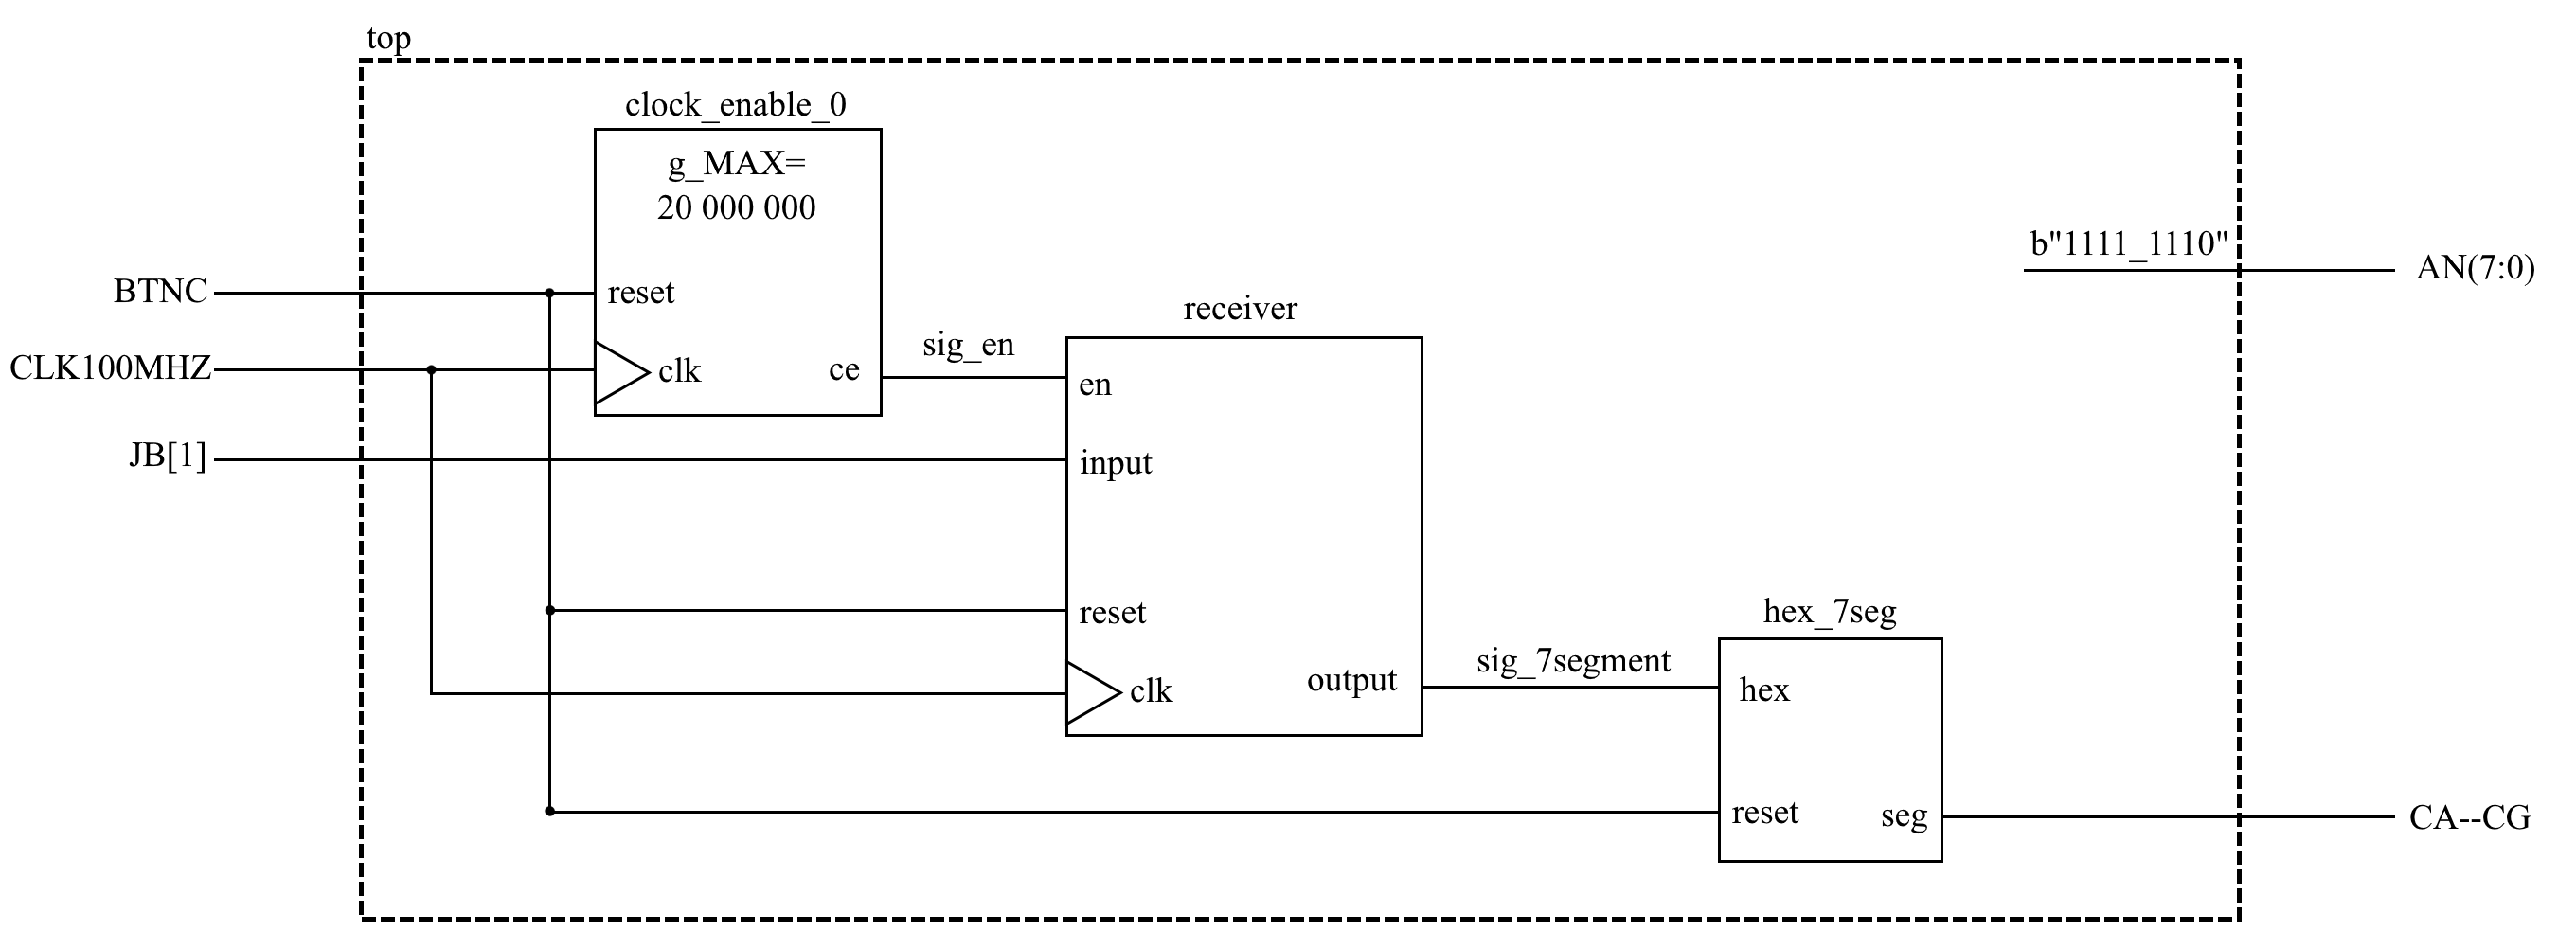 top
clock_enable_0
g_MAX=
20 000 000
b"1111_1110"
AN(7:0)
BTNC
reset
receiver
sig_en
CLK100MHZ
clk
ce
en
JB[1]
input
reset
hex_7seg
sig_7segment
output
clk
hex
reset
seg
CA--CG